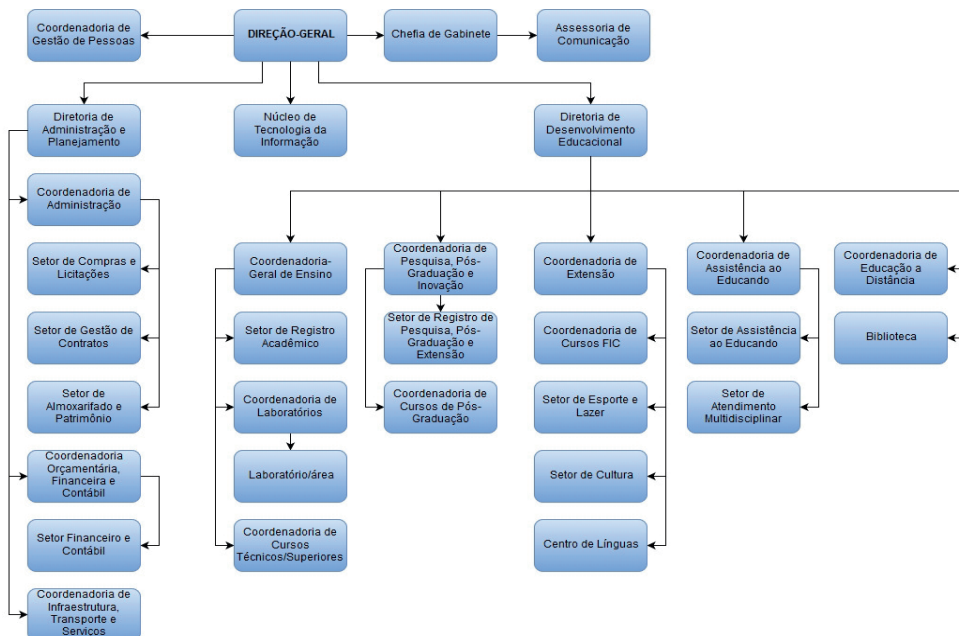 Coordenadoria de
Gestão de Pessoas
DIREÇÃO-GERAL
Chefia de Gabinete
Assessoria de
Comunicação
Diretoria de
Administração e
Planejamento
Núcleo de
Tecnologia da
Informação
Diretoria de
Desenvolvimento
Educacional
Coordenadoria de
Administração
Setor de Compras e
Licitações
Setor de Gestão de
Contratos
Setor de
Almoxarifado e
Patrimônio
Coordenadoria
Orçamentária,
Financeira e
Contábil
Setor Financeiro e
Contábil
Coordenadoria de
Infraestrutura,
Transporte e
Serviços
Coordenadoria-
Geral de Ensino
Setor de Registro
Acadêmico
Coordenadoria de
Laboratórios
Laboratório/área
Coordenadoria de
Cursos
Técnicos/Superiores
Coordenadoria de
Pesquisa, Pós-
Graduação e
Inovação
Setor de Registro de
Pesquisa, Pós-
Graduação e
Extensão
Coordenadoria de
Cursos de Pós-
Graduação
Coordenadoria de
Extensão
Coordenadoria de
Cursos FIC
Setor de Esporte e
Lazer
Setor de Cultura
Centro de Línguas
Coordenadoria de
Assistência ao
Educando
Setor de Assistência
ao Educando
Setor de
Atendimento
Multidisciplinar
Coordenadoria de
Educação a
Distância
Biblioteca